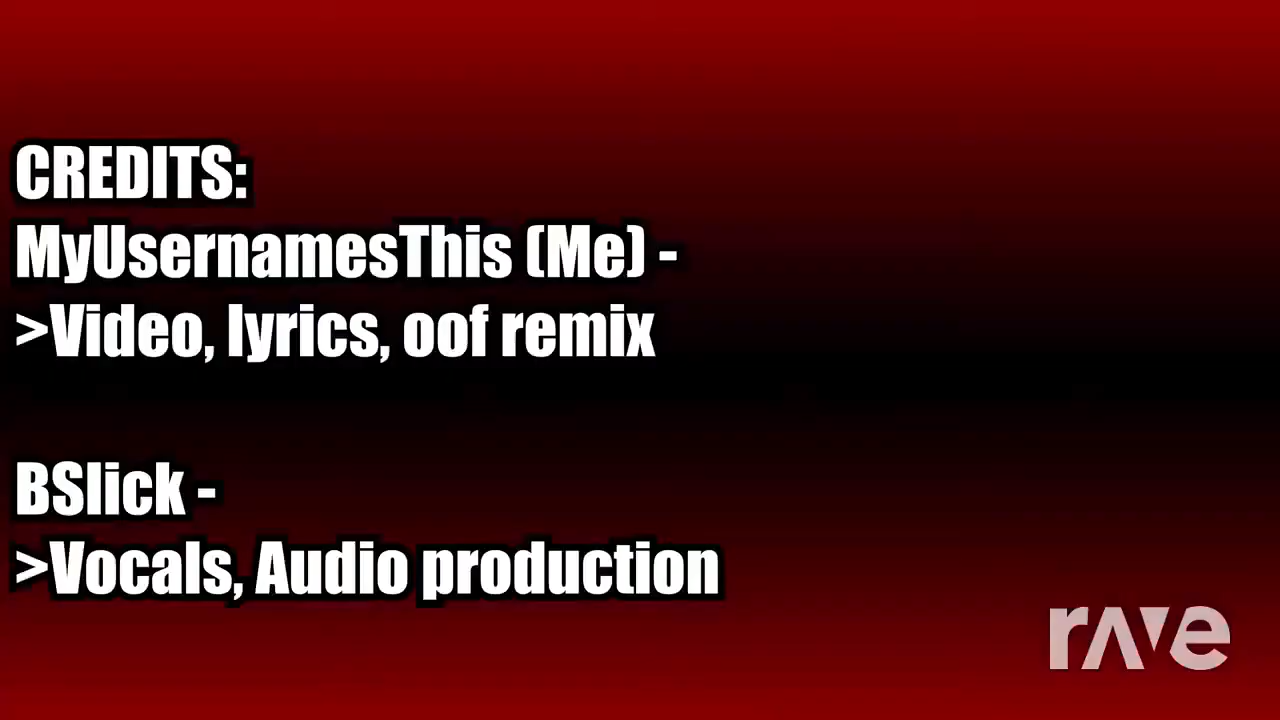 CREDITS:
MyUsernamesThis (Me) -
>Video, lyrics, oof remix
BSlick -
>Vocals, Audio production
rave